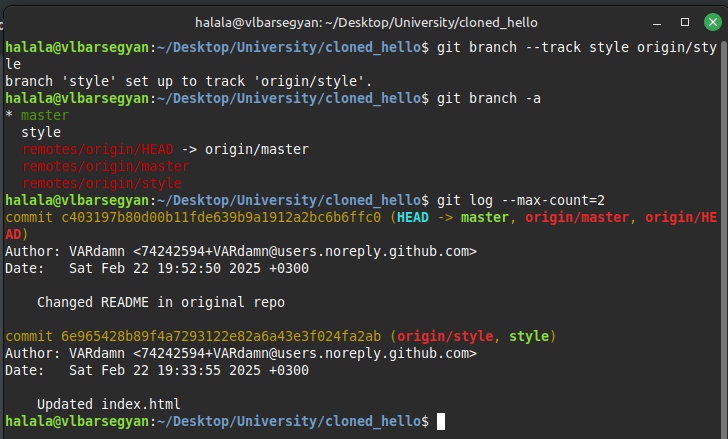 halala@vlbarsegyan: ~/Desktop/University/cloned_hello
halala@vlbarsegyan:~/Desktop/University/cloned_hello$ git branch --track style origin/sty
le
branch 'style' set up to track 'origin/style'.
halala@vlbarsegyan:~/Desktop/University/cloned_hello$ git branch -a
* master
  style
  remotes/origin/HEAD -> origin/master
  remotes/origin/master
  remotes/origin/style
halala@vlbarsegyan:~/Desktop/University/cloned_hello$ git log --max-count=2
commit c403197b80d00b11fde639b9a1912a2bc6b6ffc0 (HEAD -> master, origin/master, origin/HE
AD)
Author: VARdamn <74242594+VARdamn@users.noreply.github.com>
Date:   Sat Feb 22 19:52:50 2025 +0300
    Changed README in original repo
commit 6e965428b89f4a7293122e82a6a43e3f024fa2ab (origin/style, style)
Author: VARdamn <74242594+VARdamn@users.noreply.github.com>
Date:   Sat Feb 22 19:33:55 2025 +0300
    Updated index.html
halala@vlbarsegyan:~/Desktop/University/cloned_hello$